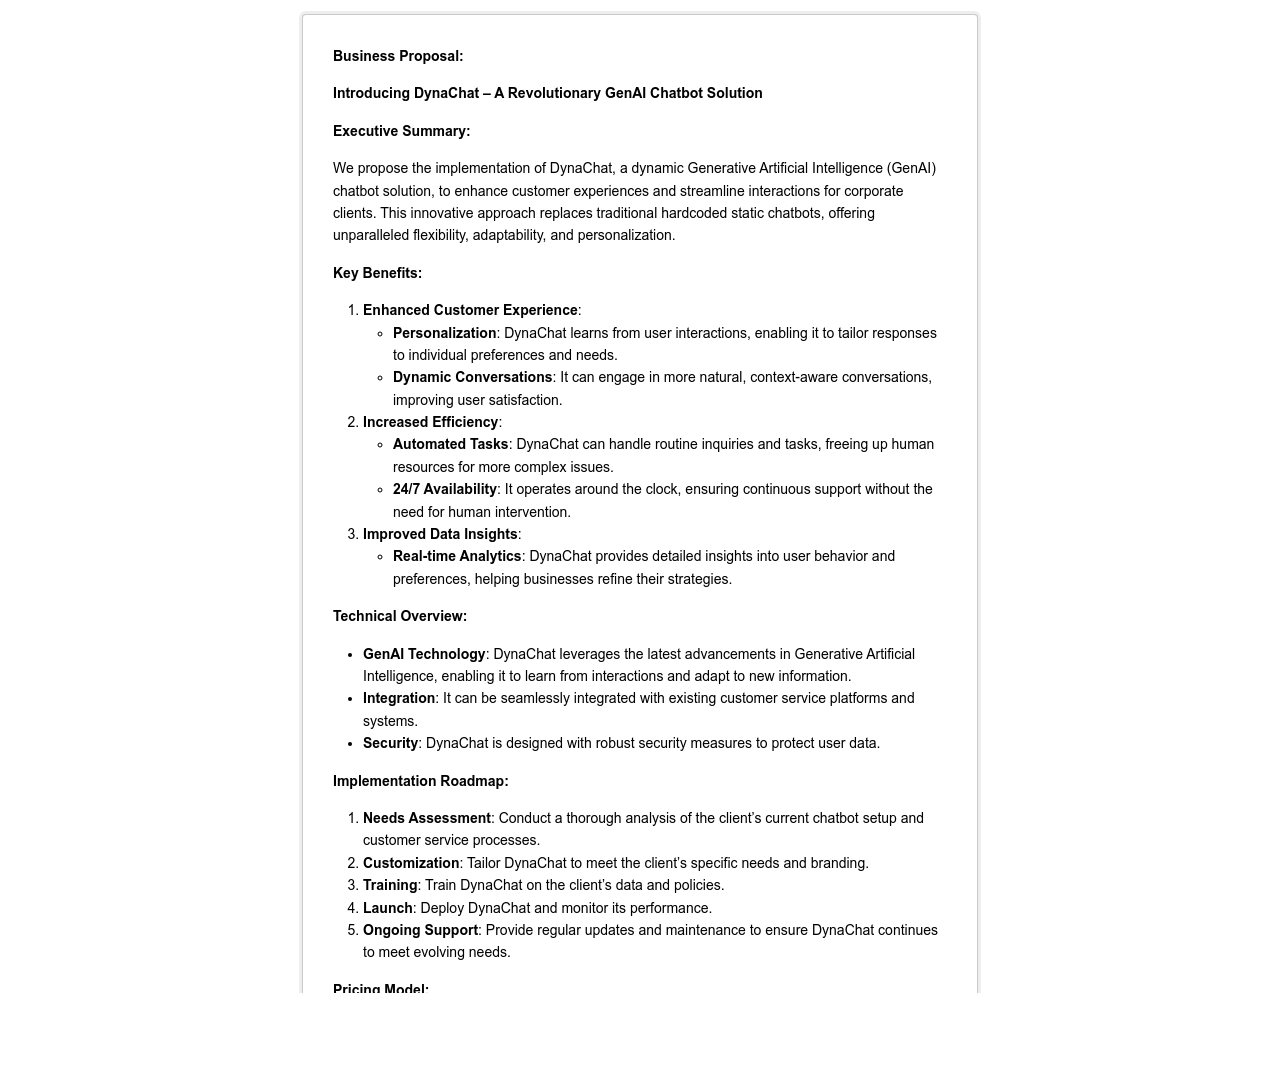 Business Proposal:
Introducing DynaChat – A Revolutionary GenAI Chatbot Solution
Executive Summary:
We propose the implementation of DynaChat, a dynamic Generative Artificial Intelligence (GenAI)
chatbot solution, to enhance customer experiences and streamline interactions for corporate
clients. This innovative approach replaces traditional hardcoded static chatbots, offering
unparalleled flexibility, adaptability, and personalization.
Key Benefits:
1. Enhanced Customer Experience:
◦ Personalization: DynaChat learns from user interactions, enabling it to tailor responses
to individual preferences and needs.
◦ Dynamic Conversations: It can engage in more natural, context-aware conversations,
improving user satisfaction.
2. Increased Efficiency:
◦ Automated Tasks: DynaChat can handle routine inquiries and tasks, freeing up human
resources for more complex issues.
◦ 24/7 Availability: It operates around the clock, ensuring continuous support without the
need for human intervention.
3. Improved Data Insights:
◦ Real-time Analytics: DynaChat provides detailed insights into user behavior and
preferences, helping businesses refine their strategies.
Technical Overview:
• GenAI Technology: DynaChat leverages the latest advancements in Generative Artificial
Intelligence, enabling it to learn from interactions and adapt to new information.
• Integration: It can be seamlessly integrated with existing customer service platforms and
systems.
• Security: DynaChat is designed with robust security measures to protect user data.
Implementation Roadmap:
1. Needs Assessment: Conduct a thorough analysis of the client’s current chatbot setup and
customer service processes.
2. Customization: Tailor DynaChat to meet the client’s specific needs and branding.
3. Training: Train DynaChat on the client’s data and policies.
4. Launch: Deploy DynaChat and monitor its performance.
5. Ongoing Support: Provide regular updates and maintenance to ensure DynaChat continues
to meet evolving needs.
Pricing Model: